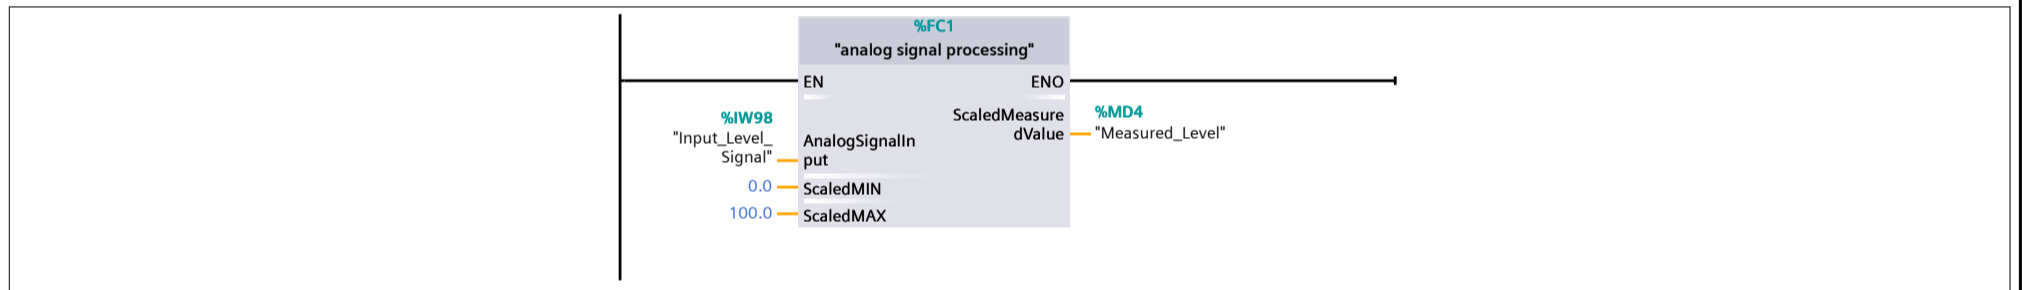 %FC1
"analog signal processing"
EN
ENO
%IW98
"Input_Level_
Signal"
AnalogSignalIn
put
ScaledMeasure
dValue
%MD4
"Measured_Level"
0.0
ScaledMIN
100.0
ScaledMAX